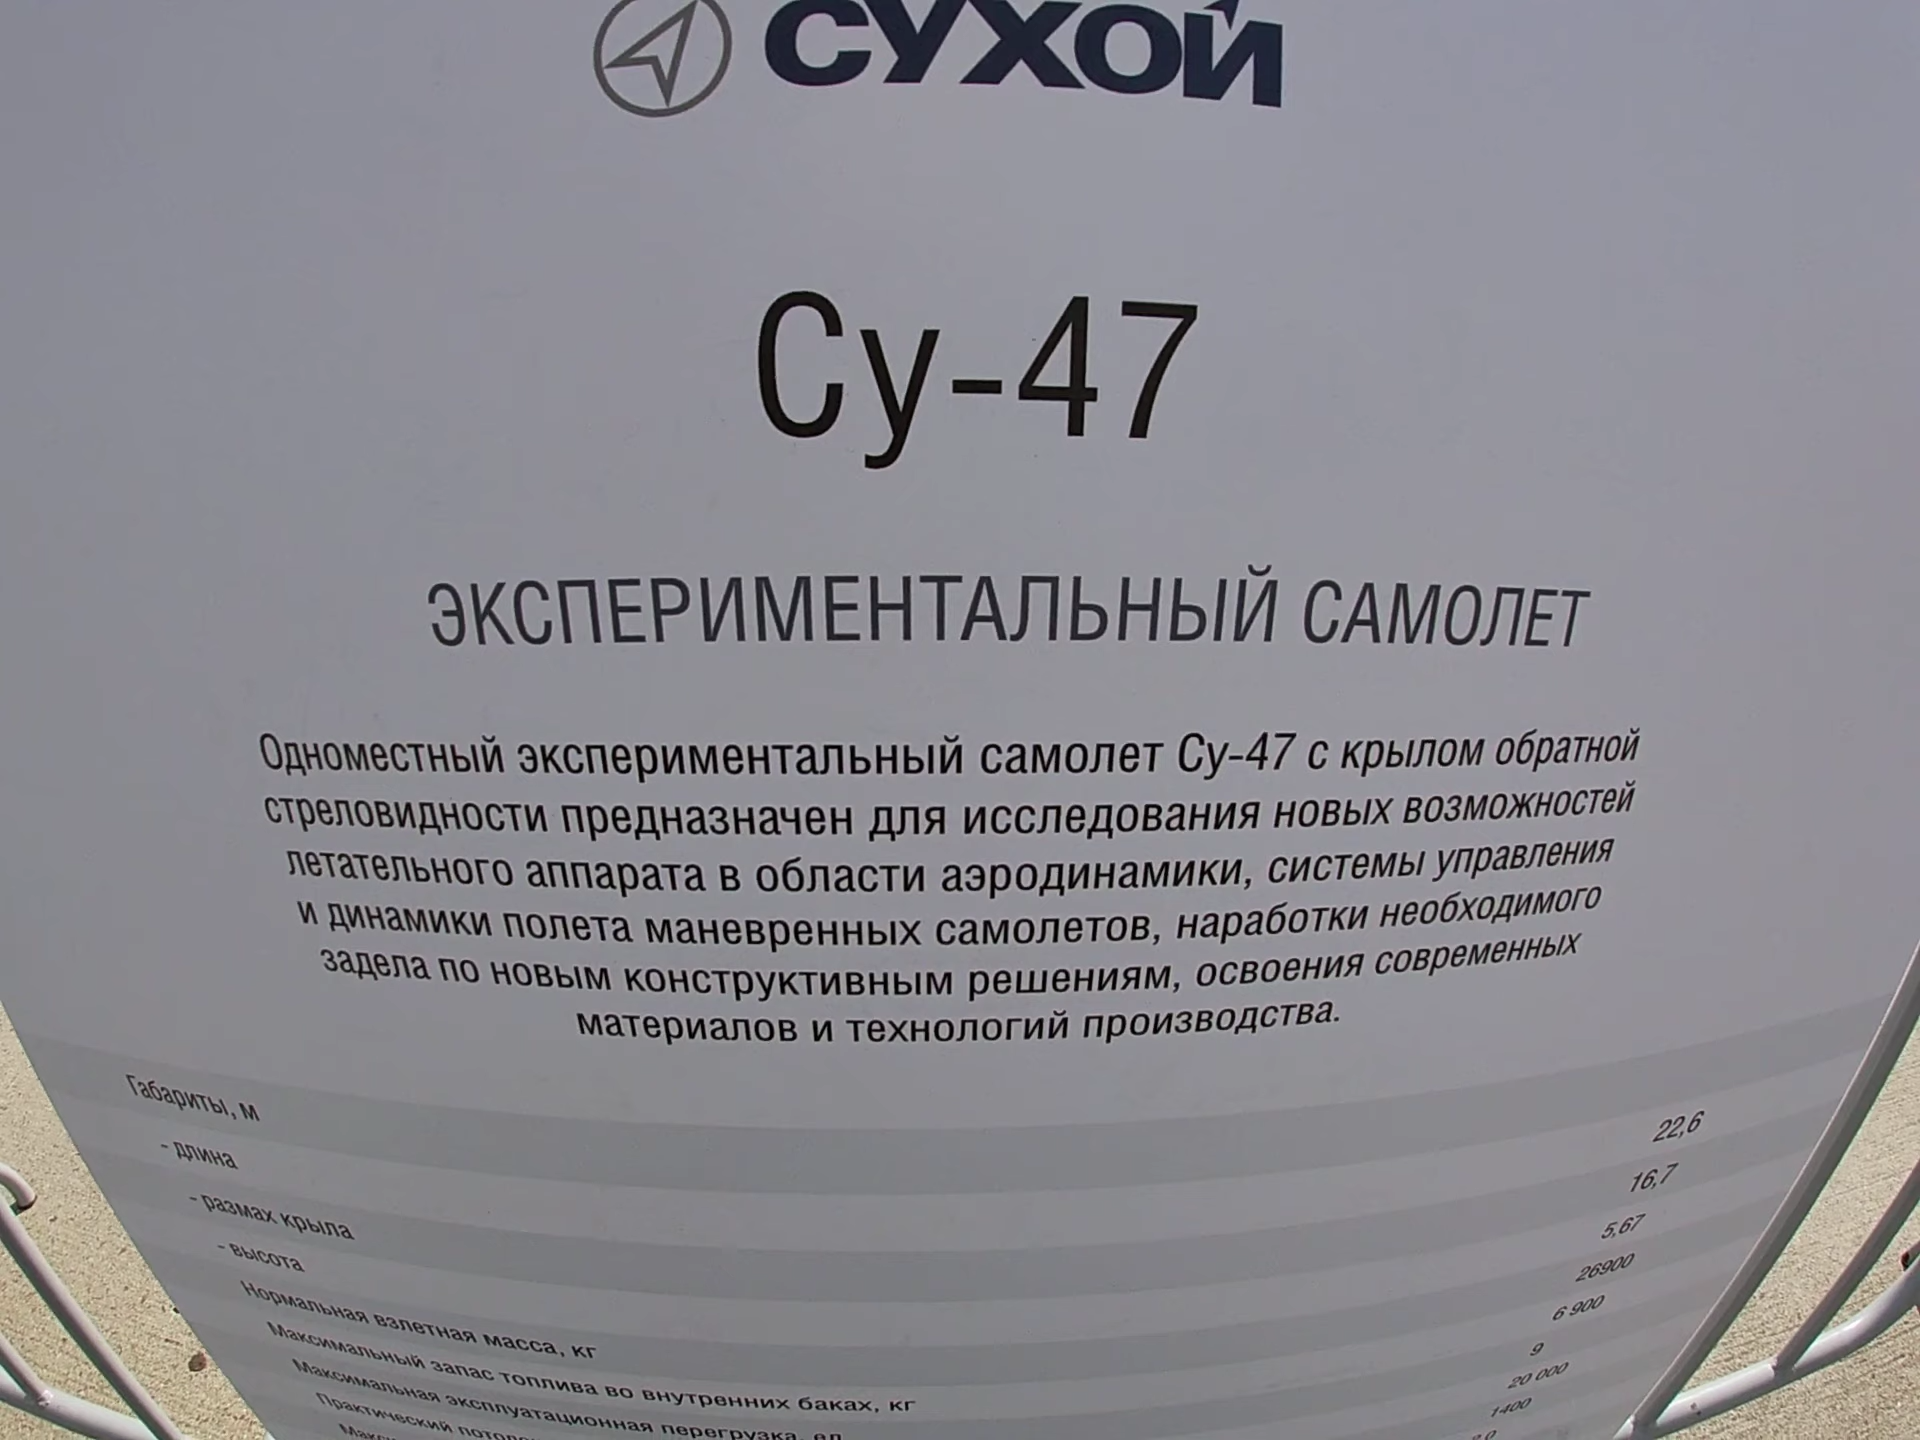 СУХОЙ
Су-47
ЭКСПЕРИМЕНТАЛЬНЫЙ САМОЛЕТ
Одноместный экспериментальный самолет Су-47 с крылом обратной
стреловидности предназначен для исследования новых возможностей
летательного аппарата в области аэродинамики, системы управления
и динамики полета маневренных самолетов, наработки необходимого
задела по новым конструктивным решениям, освоения современных
материалов и технологий производства.
Габариты, м
- длина 22,6
- размах крыла 16,7
- высота 5,67
Нормальная взлетная масса, кг 26900
Максимальный запас топлива во внутренних баках, кг 6 900
Максимальная эксплуатационная перегрузка, ед. 9
Практический 20 000
1400